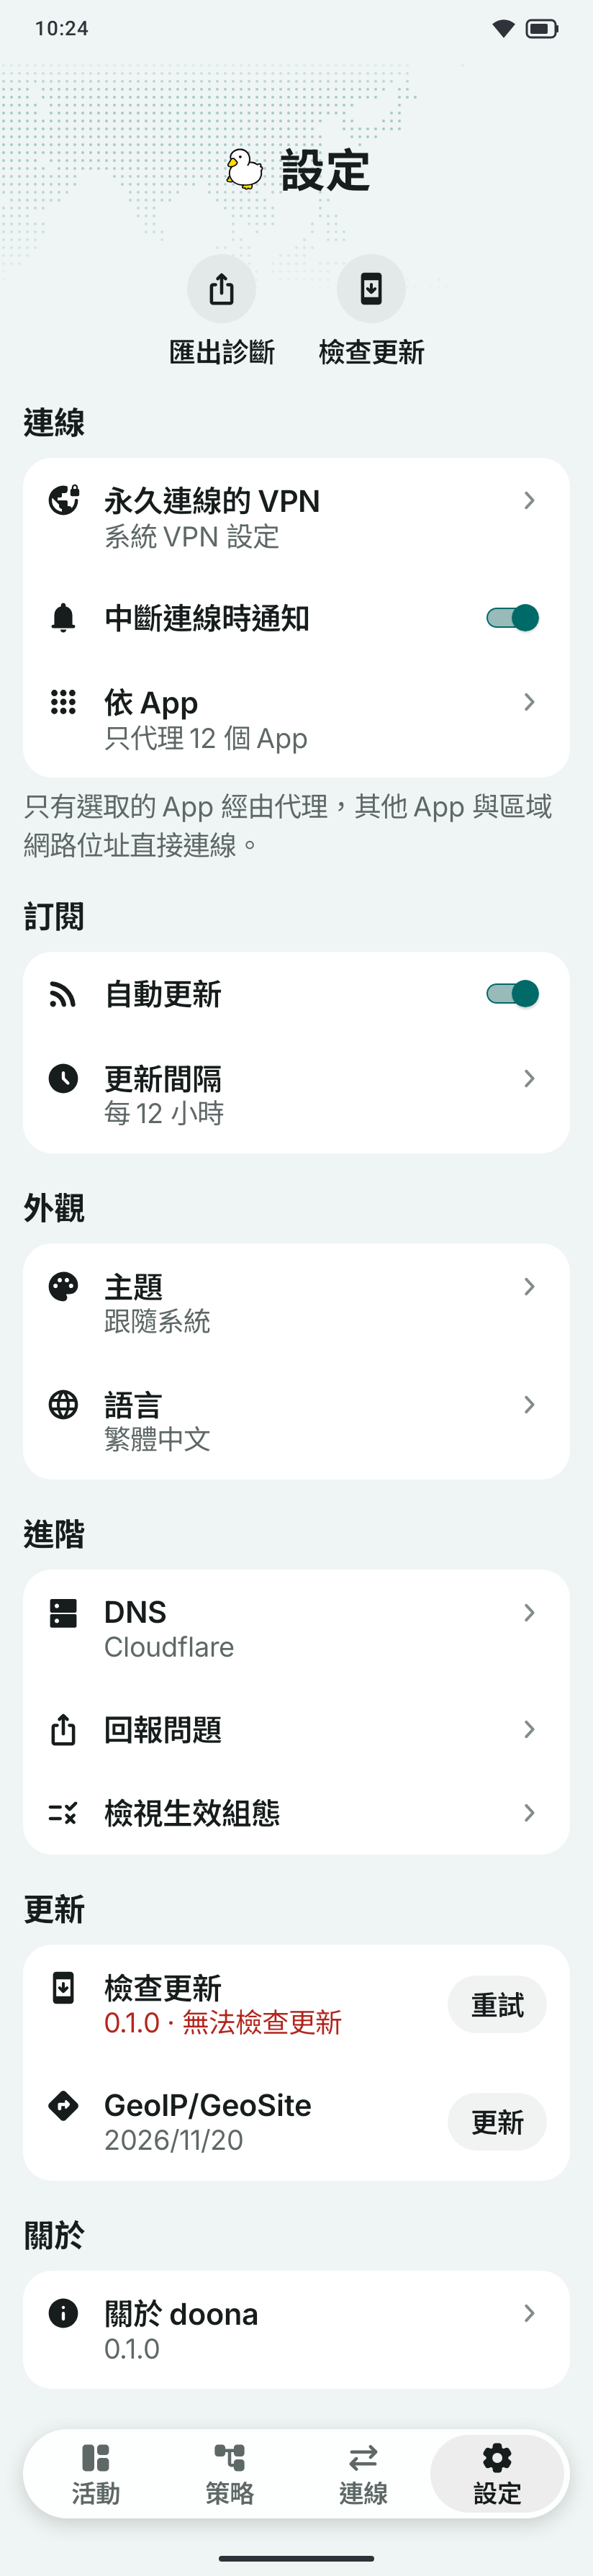 10:24
設定
匯出診斷
檢查更新
連線
永久連線的 VPN
系統 VPN 設定
中斷連線時通知
依 App
只代理 12 個 App
只有選取的 App 經由代理，其他 App 與區域
網路位址直接連線。
訂閱
自動更新
更新間隔
每 12 小時
外觀
主題
跟隨系統
語言
繁體中文
進階
DNS
Cloudflare
回報問題
檢視生效組態
更新
檢查更新
0.1.0 · 無法檢查更新
重試
GeoIP/GeoSite
2026/11/20
更新
關於
關於 doona
0.1.0
活動
策略
連線
設定